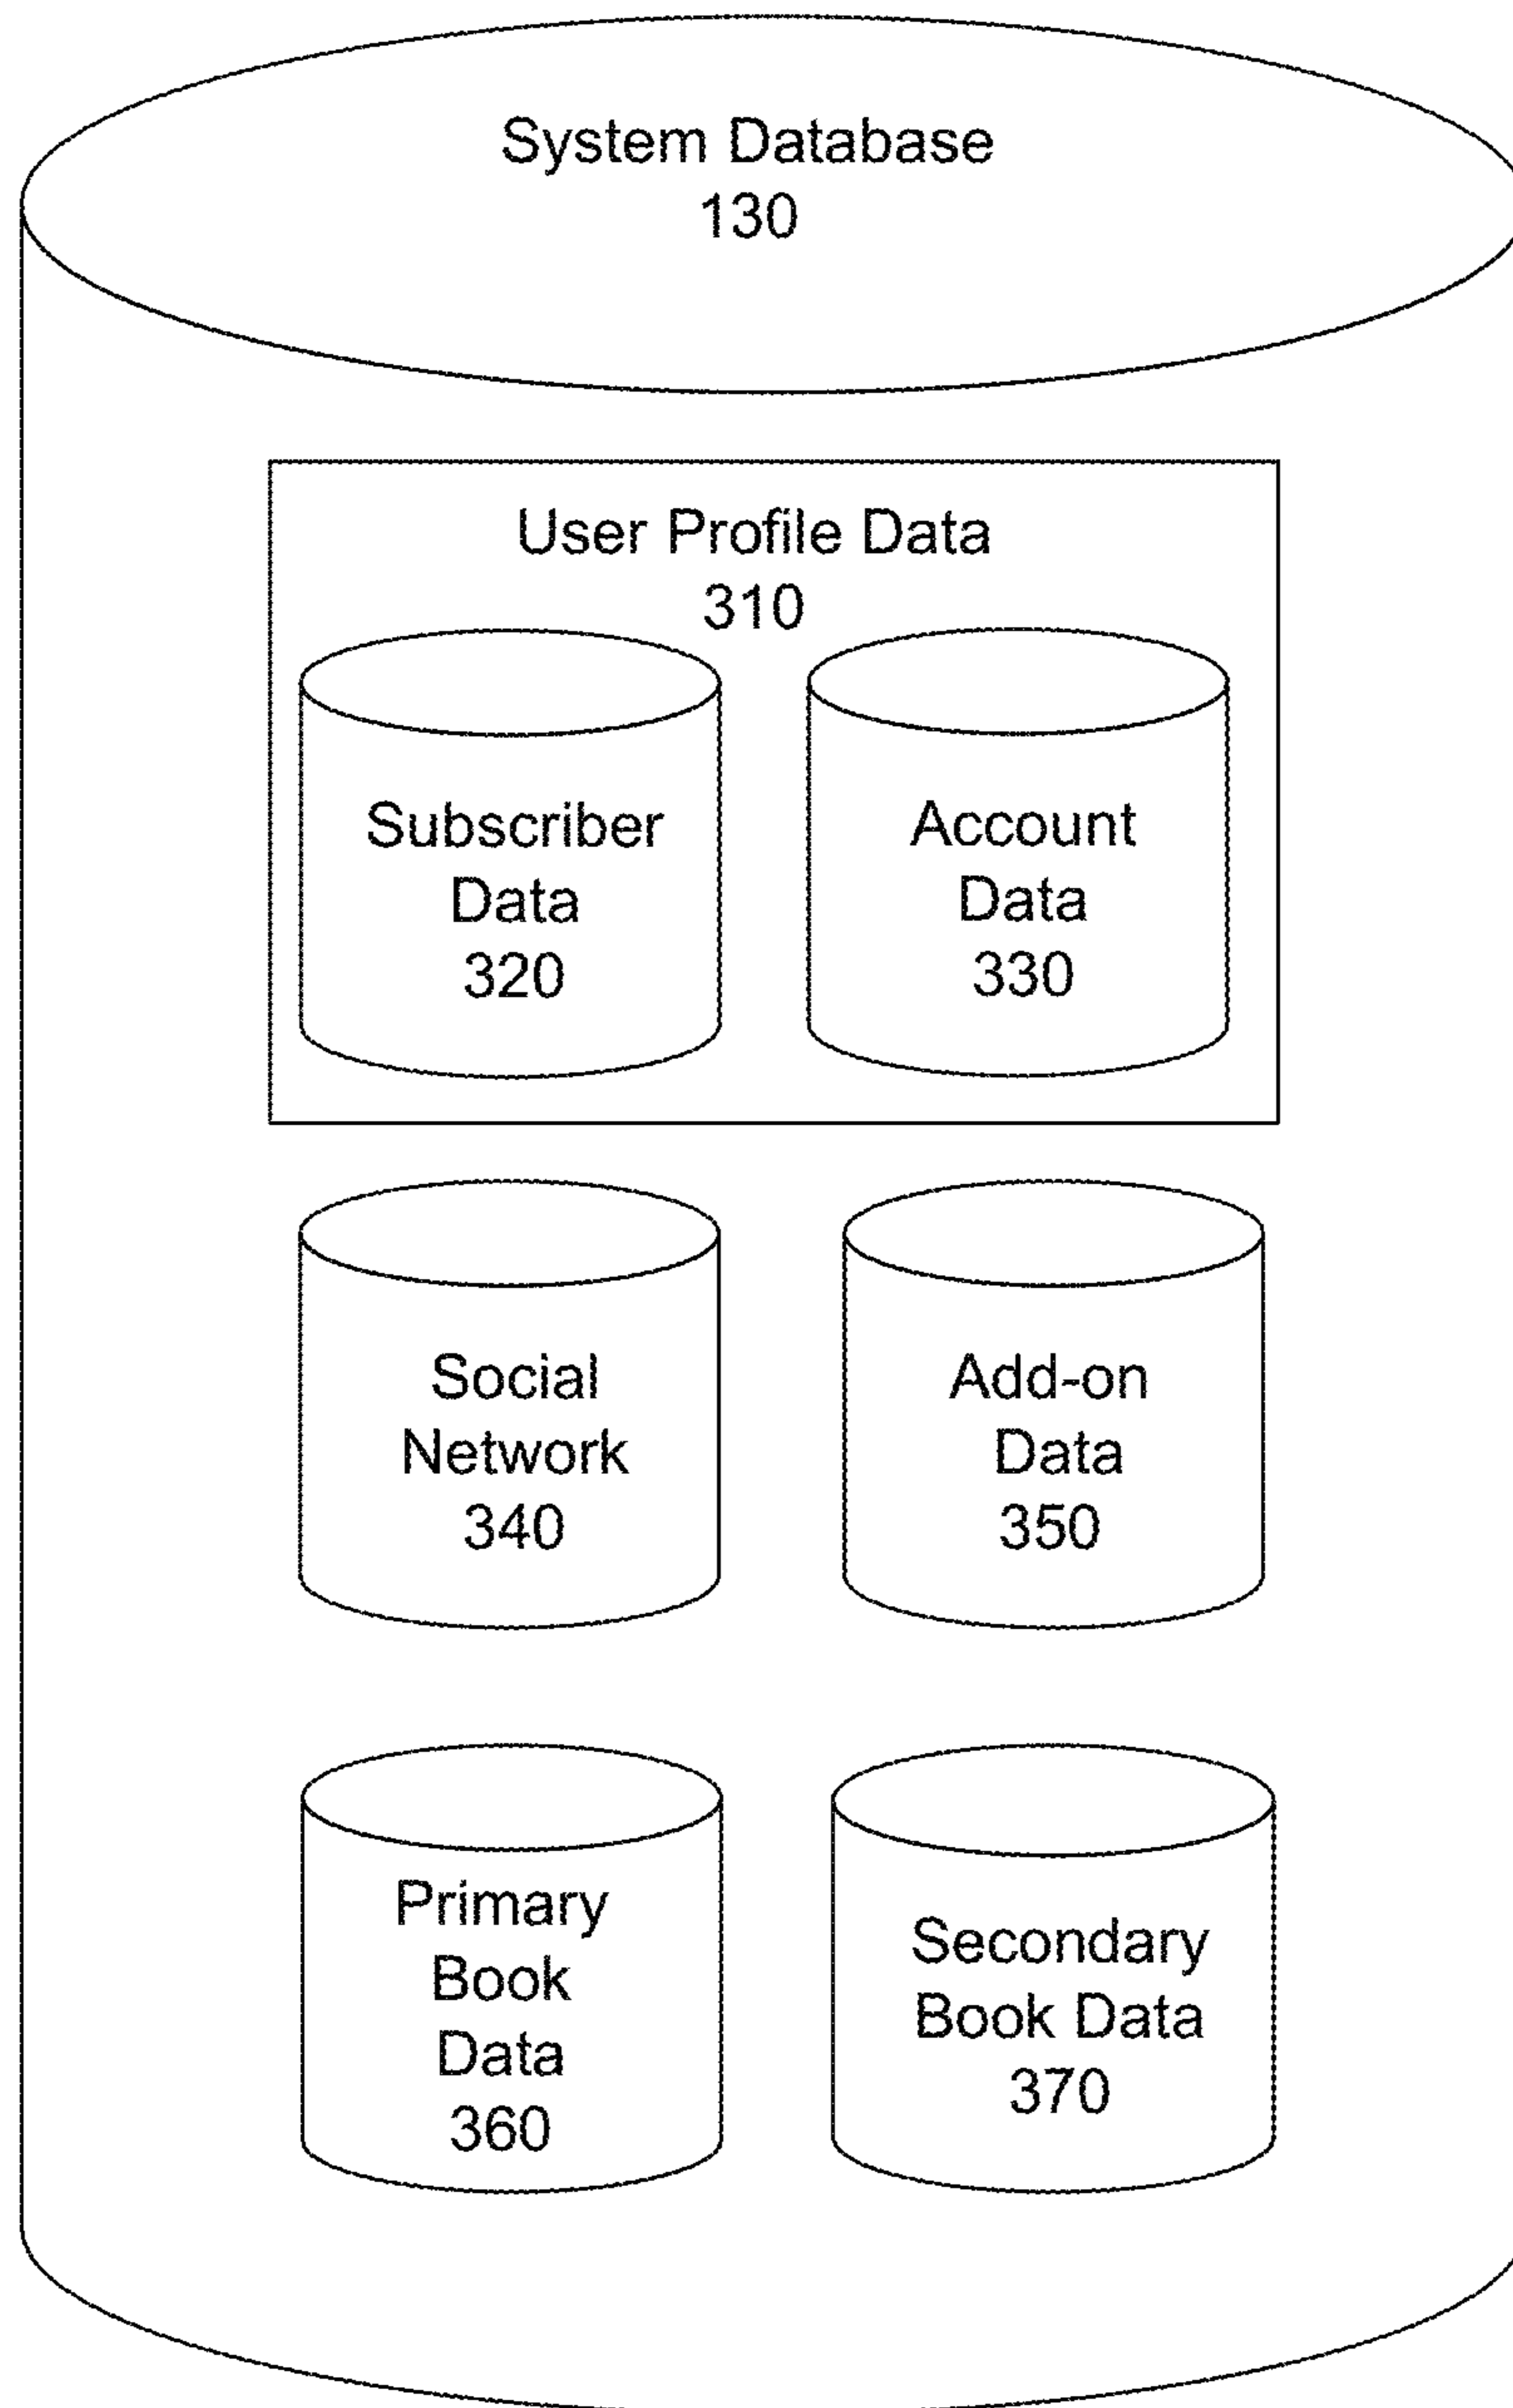 System Database
130
User Profile Data
310
Subscriber
Data
320
Account
Data
330
Social
Network
340
Add-on
Data
350
Primary
Book
Data
360
Secondary
Book Data
370